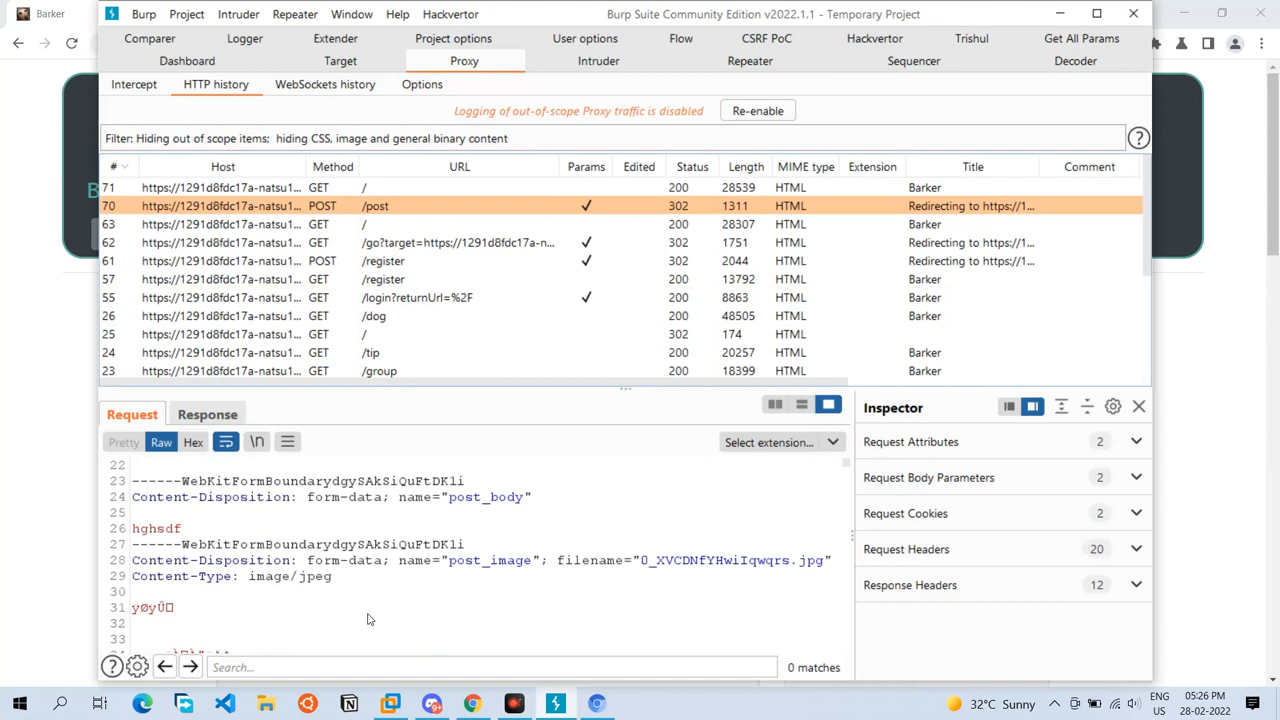 Barker
Burp Project Intruder Repeater Window Help Hackvertor Burp Suite Community Edition v2022.1.1 - Temporary Project
Comparer Logger Extender Project options User options Flow CSRF PoC Hackvertor Trishul Get All Params
Dashboard Target Proxy Intruder Repeater Sequencer Decoder
Intercept HTTP history WebSockets history Options
Logging of out-of-scope Proxy traffic is disabled Re-enable
Filter: Hiding out of scope items; hiding CSS, image and general binary content
# Host Method URL Params Edited Status Length MIME type Extension Title Comment
71 https://1291d8fdc17a-natsu1... GET / 200 28539 HTML Barker
70 https://1291d8fdc17a-natsu1... POST /post ✓ 302 1311 HTML Redirecting to https://1...
63 https://1291d8fdc17a-natsu1... GET / 200 28307 HTML Barker
62 https://1291d8fdc17a-natsu1... GET /go?target=https://1291d8fdc17a-n... ✓ 302 1751 HTML Redirecting to https://1...
61 https://1291d8fdc17a-natsu1... POST /register ✓ 302 2044 HTML Redirecting to https://1...
57 https://1291d8fdc17a-natsu1... GET /register 200 13792 HTML Barker
55 https://1291d8fdc17a-natsu1... GET /login?returnUrl=%2F ✓ 200 8863 HTML Barker
26 https://1291d8fdc17a-natsu1... GET /dog 200 48505 HTML Barker
25 https://1291d8fdc17a-natsu1... GET / 302 174 HTML
24 https://1291d8fdc17a-natsu1... GET /tip 200 20257 HTML Barker
23 https://1291d8fdc17a-natsu1... GET /group 200 18399 HTML Barker
Request Response
Pretty Raw Hex \n Select extension...
22
23 ------WebKitFormBoundarydgySAkSiQuFtDK1i
24 Content-Disposition: form-data; name="post_body"
25
26 hghsdf
27 ------WebKitFormBoundarydgySAkSiQuFtDK1i
28 Content-Disposition: form-data; name="post_image"; filename="0_XVCDNfYHwiIqwqrs.jpg"
29 Content-Type: image/jpeg
30
31 ÿØÿÛ
32
33
Search... 0 matches
Inspector
Request Attributes 2
Request Body Parameters 2
Request Cookies 2
Request Headers 20
Response Headers 12
32°C Sunny ENG US 05:26 PM 28-02-2022